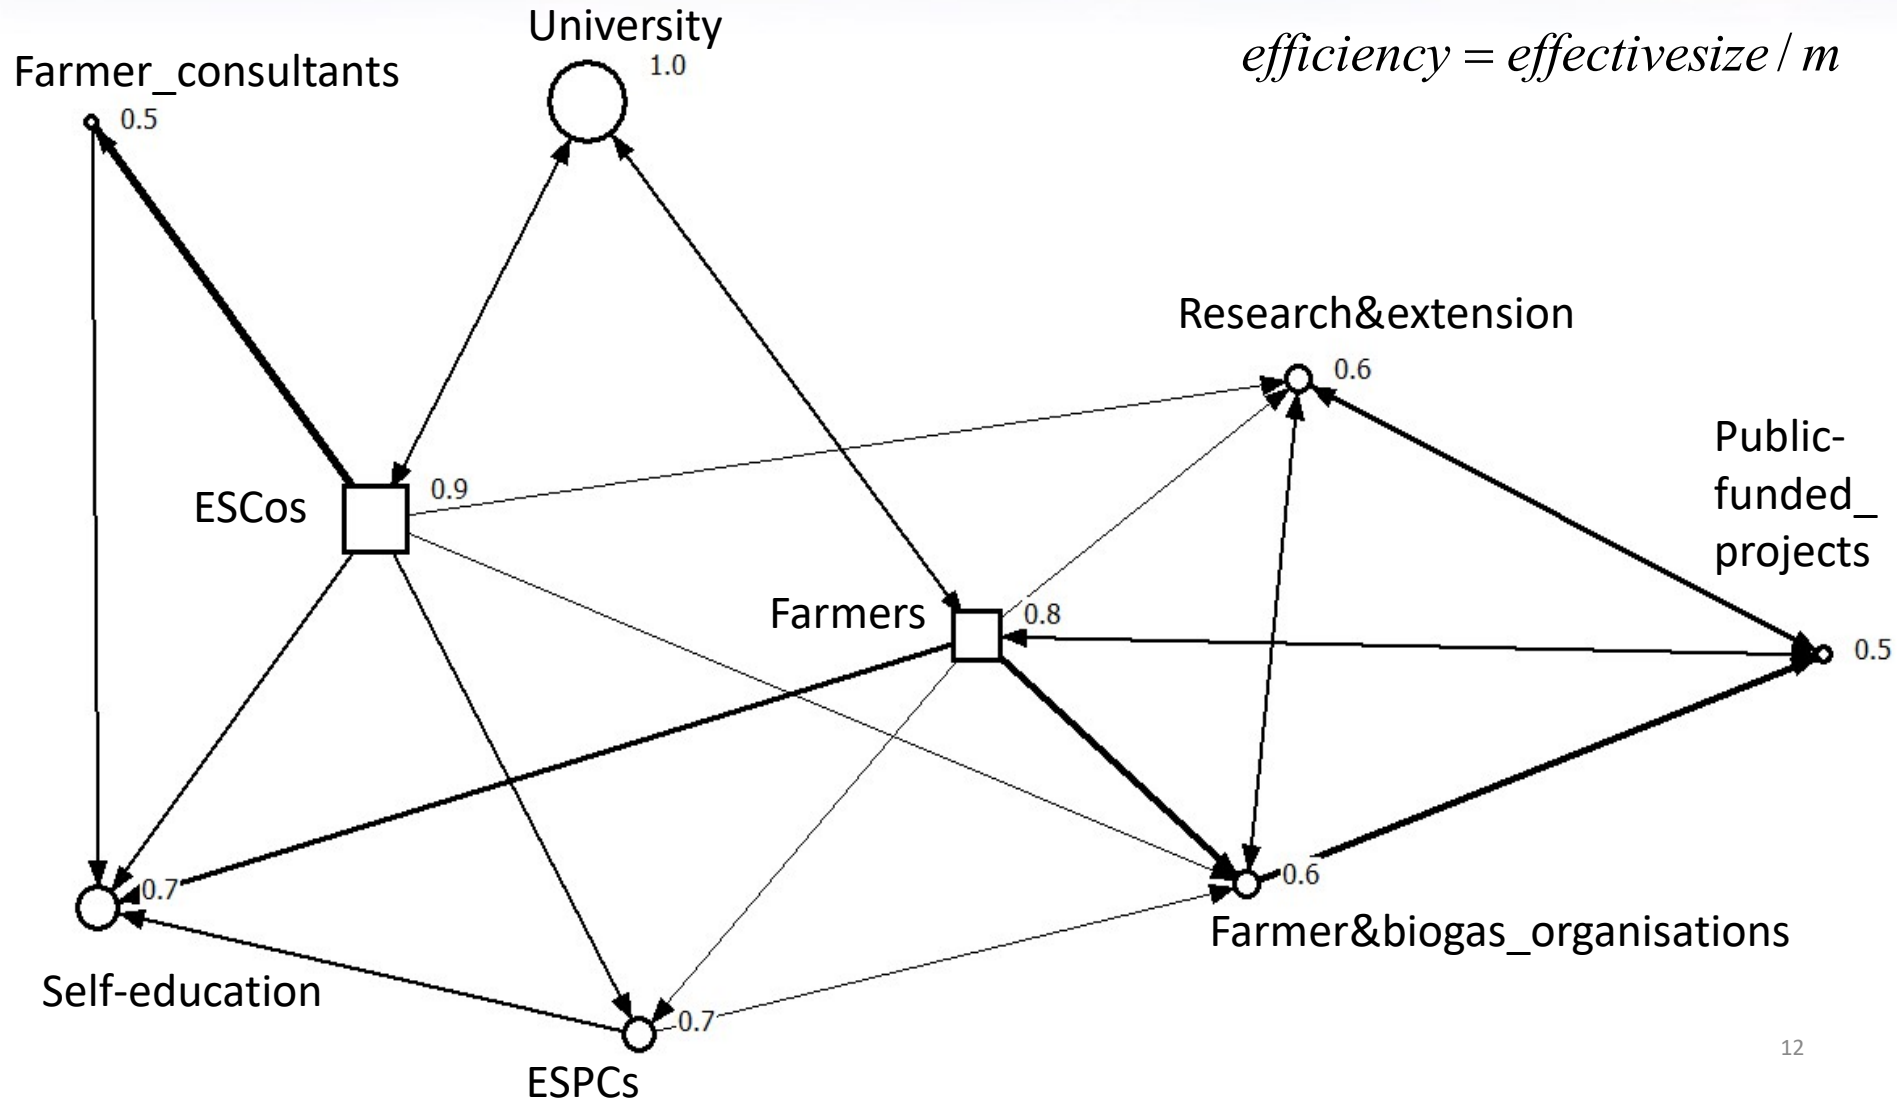 University
1.0
efficiency = effectivesize / m
Farmer_consultants
0.5
Research&extension
0.6
Public-
funded_
projects
ESCos
0.9
Farmers
0.8
0.5
0.7
0.6
Farmer&biogas_organisations
Self-education
0.7
ESPCs
12